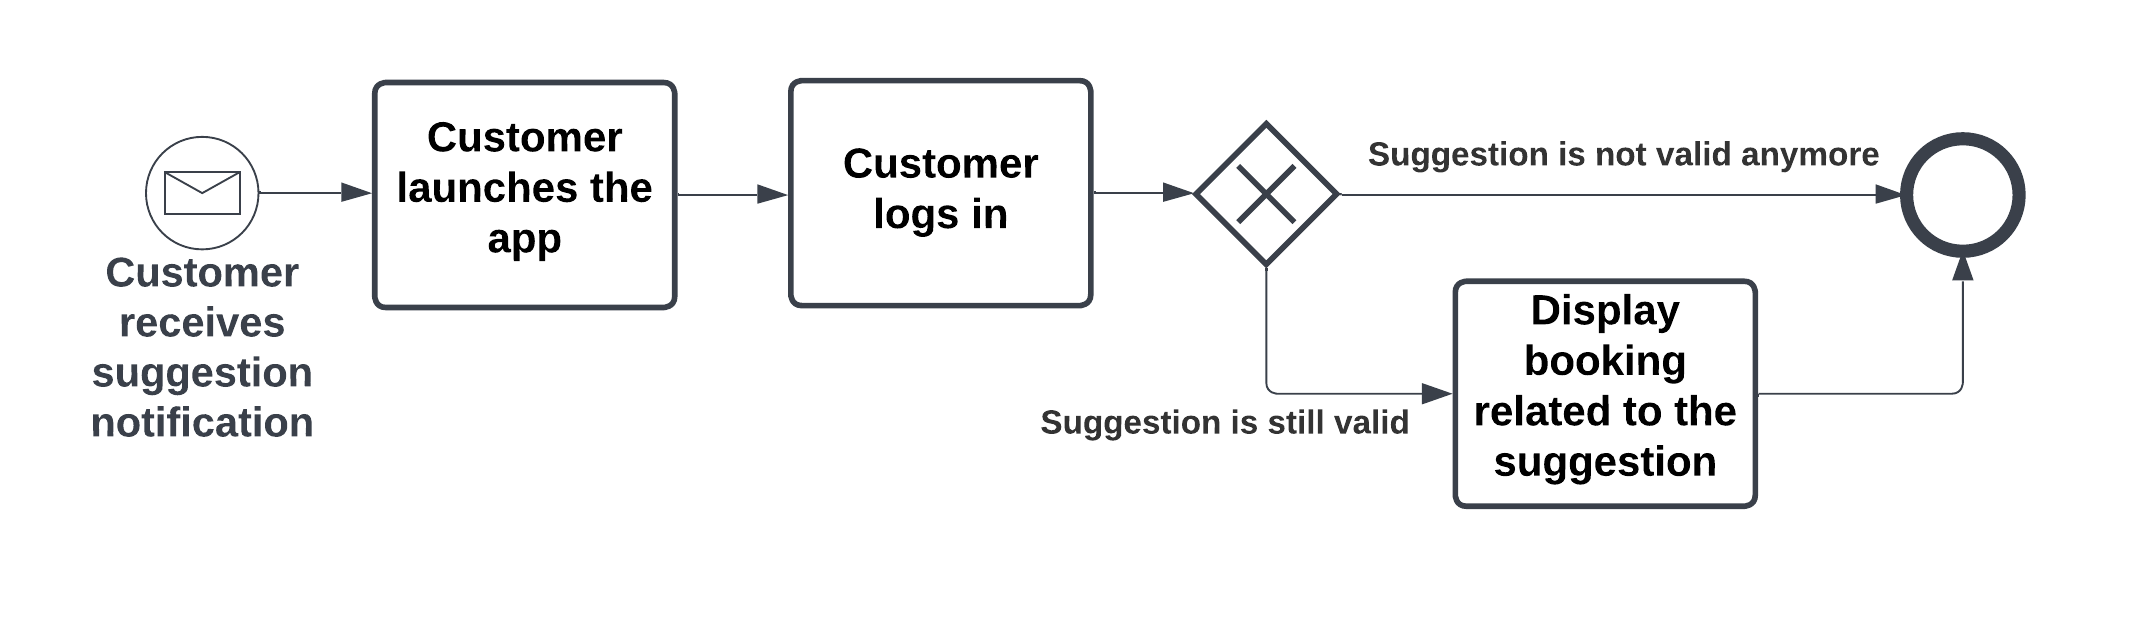 Customer
receives
suggestion
notification
Customer
launches the
app
Customer
logs in
Suggestion is not valid anymore
Suggestion is still valid
Display
booking
related to the
suggestion